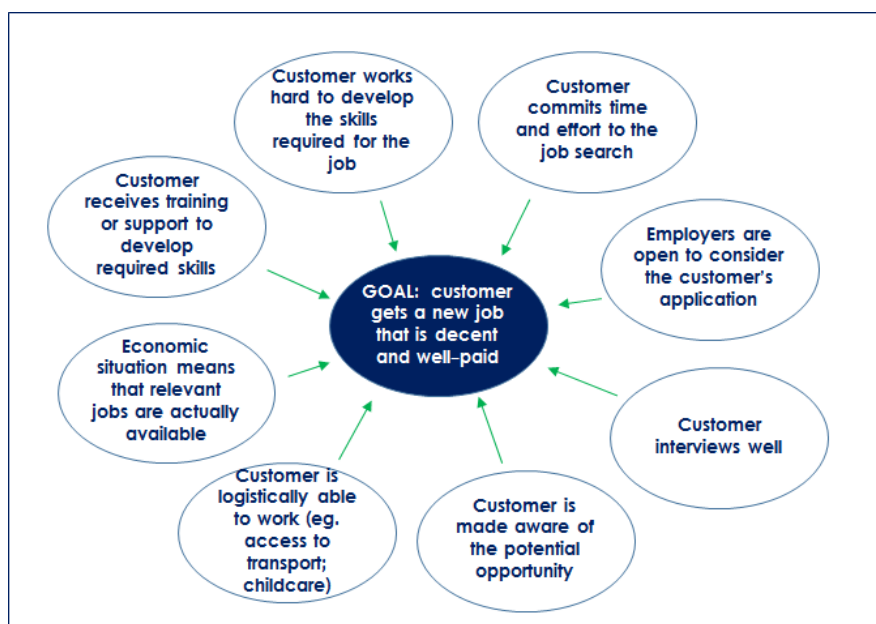 Customer works
hard to develop
the skills
required for the
job
Customer
commits time
and effort to the
job search
Customer
receives training
or support to
develop
required skills
Employers are
open to consider
the customer's
application
GOAL: customer
gets a new job
that is decent
and well–paid
Economic
situation means
that relevant
jobs are actually
available
Customer
interviews well
Customer is
logistically able
to work (eg.
access to
transport;
childcare)
Customer is
made aware of
the potential
opportunity